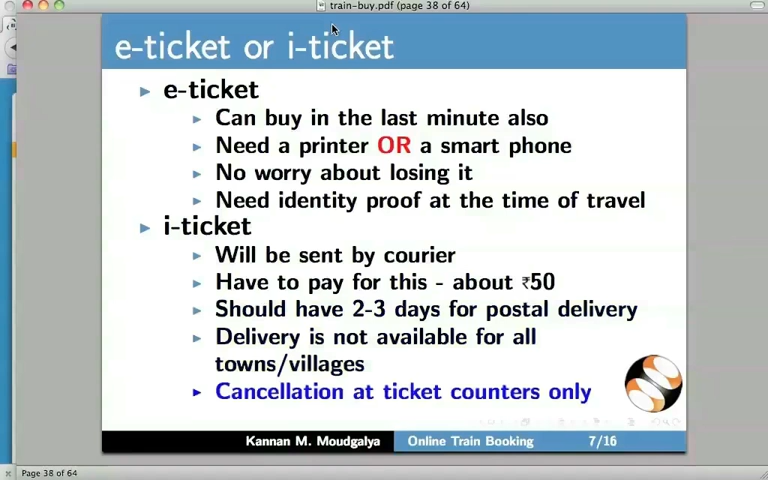 train-buy.pdf (page 38 of 64)
e-ticket or i-ticket
e-ticket
Can buy in the last minute also
Need a printer OR a smart phone
No worry about losing it
Need identity proof at the time of travel
i-ticket
Will be sent by courier
Have to pay for this - about ₹50
Should have 2-3 days for postal delivery
Delivery is not available for all
towns/villages
Cancellation at ticket counters only
Kannan M. Moudgalya Online Train Booking 7/16
Page 38 of 64